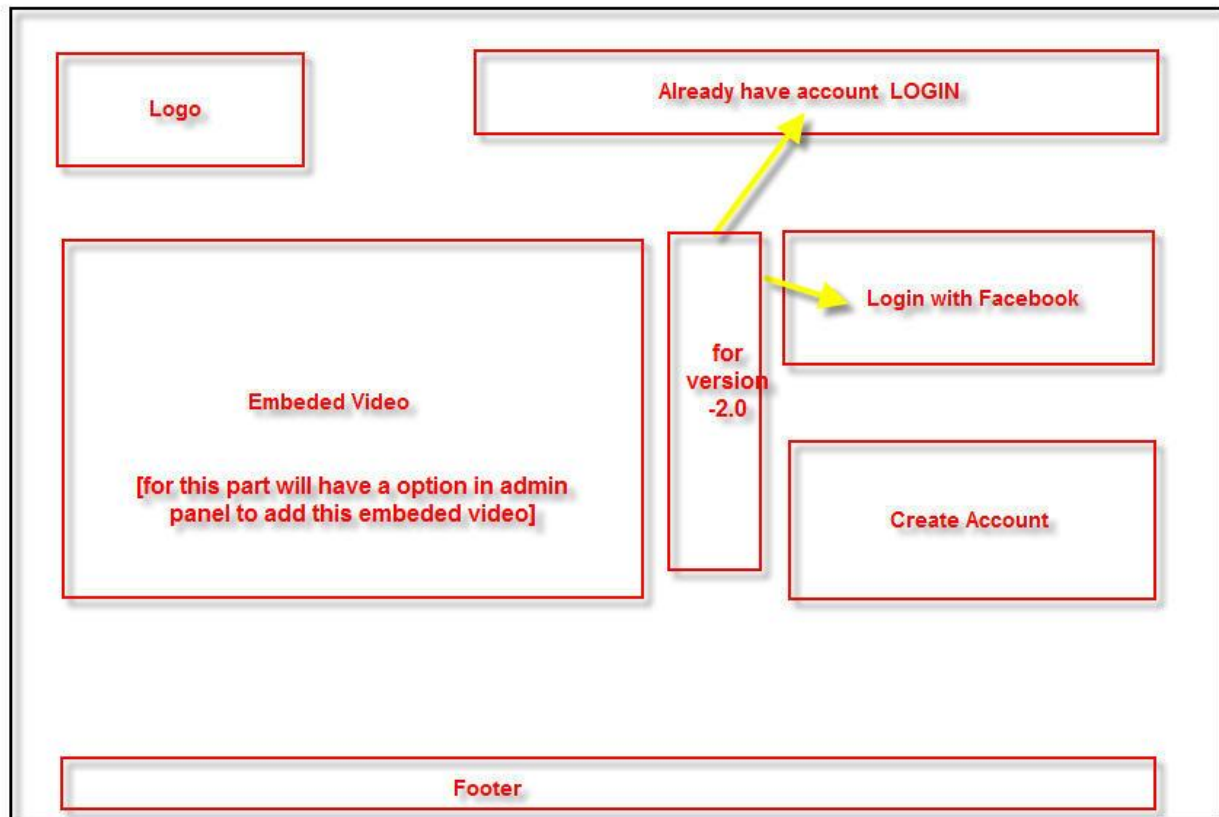 Logo
Already have account LOGIN
Embeded Video
[for this part will have a option in admin
panel to add this embeded video]
for
version
-2.0
Login with Facebook
Create Account
Footer